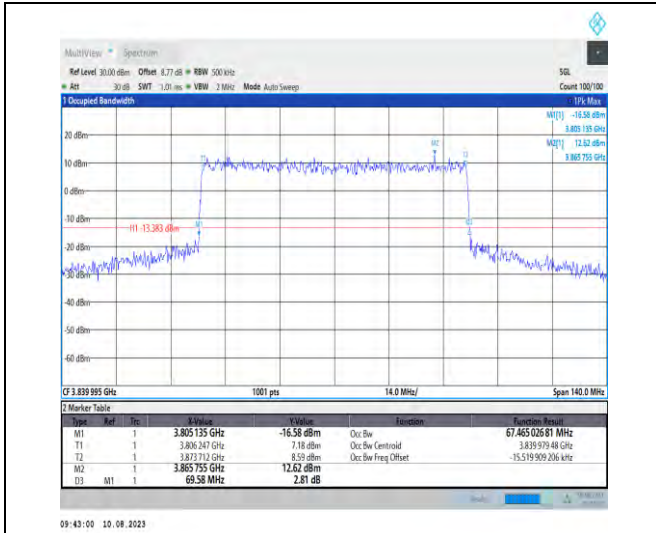 MultiView Spectrum
Ref Level 30.00 dBm Offset 8.77 dB RBW 500 kHz SGL
Att 30 dB SWT 1.01 ms VBW 2 MHz Mode Auto Sweep Count 100/100
1 Occupied Bandwidth 1Pk Max
M1[1] -16.58 dBm
3.805 135 GHz
M2[1] 12.62 dBm
3.865 755 GHz
20 dBm
M2
T1 T2
10 dBm
0 dBm
-10 dBm
H1 -13.383 dBm M1 D3
-20 dBm
-30 dBm
-40 dBm
-50 dBm
-60 dBm
CF 3.839 995 GHz 1001 pts 14.0 MHz/ Span 140.0 MHz
2 Marker Table
Type Ref Trc X-Value Y-Value Function Function Result
M1 1 3.805 135 GHz -16.58 dBm Occ Bw 67.465 026 81 MHz
T1 1 3.806 247 GHz 7.18 dBm Occ Bw Centroid 3.839 979 48 GHz
T2 1 3.873 712 GHz 8.59 dBm Occ Bw Freq Offset -15.519 909 206 kHz
M2 1 3.865 755 GHz 12.62 dBm
D3 M1 1 69.58 MHz 2.81 dB
09:43:00 10.08.2023